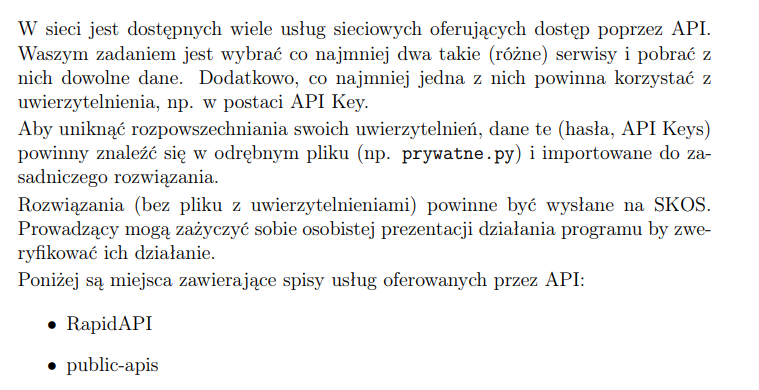 W sieci jest dostępnych wiele usług sieciowych oferujących dostęp poprzez API.
Waszym zadaniem jest wybrać co najmniej dwa takie (różne) serwisy i pobrać z
nich dowolne dane. Dodatkowo, co najmniej jedna z nich powinna korzystać z
uwierzytelnienia, np. w postaci API Key.
Aby uniknąć rozpowszechniania swoich uwierzytelnień, dane te (hasła, API Keys)
powinny znaleźć się w odrębnym pliku (np. prywatne.py) i importowane do za-
sadniczego rozwiązania.
Rozwiązania (bez pliku z uwierzytelnieniami) powinne być wysłane na SKOS.
Prowadzący mogą zażyczyć sobie osobistej prezentacji działania programu by zwe-
ryfikować ich działanie.
Poniżej są miejsca zawierające spisy usług oferowanych przez API:
• RapidAPI
• public-apis